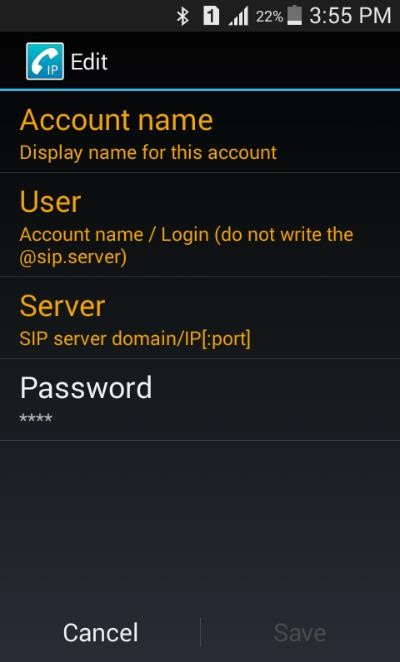 1 22% 3:55 PM
IP Edit
Account name
Display name for this account
User
Account name / Login (do not write the
@sip.server)
Server
SIP server domain/IP[:port]
Password
****
Cancel Save